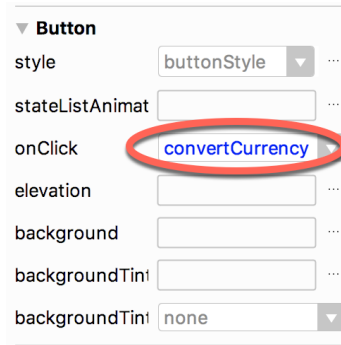 Button
style buttonStyle ...
stateListAnimat ...
onClick convertCurrency
elevation ...
background ...
backgroundTint ...
backgroundTint none